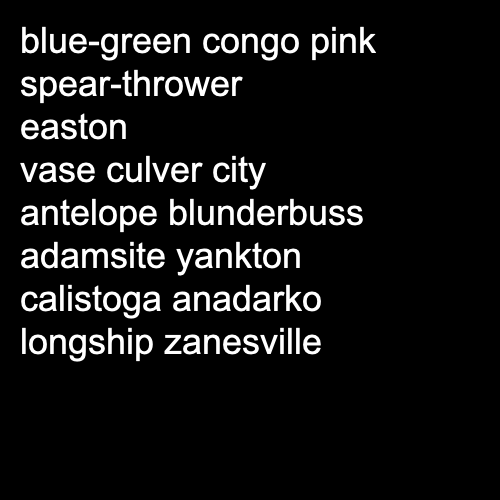 blue-green congo pink
spear-thrower
easton
vase culver city
antelope blunderbuss
adamsite yankton
calistoga anadarko
longship zanesville